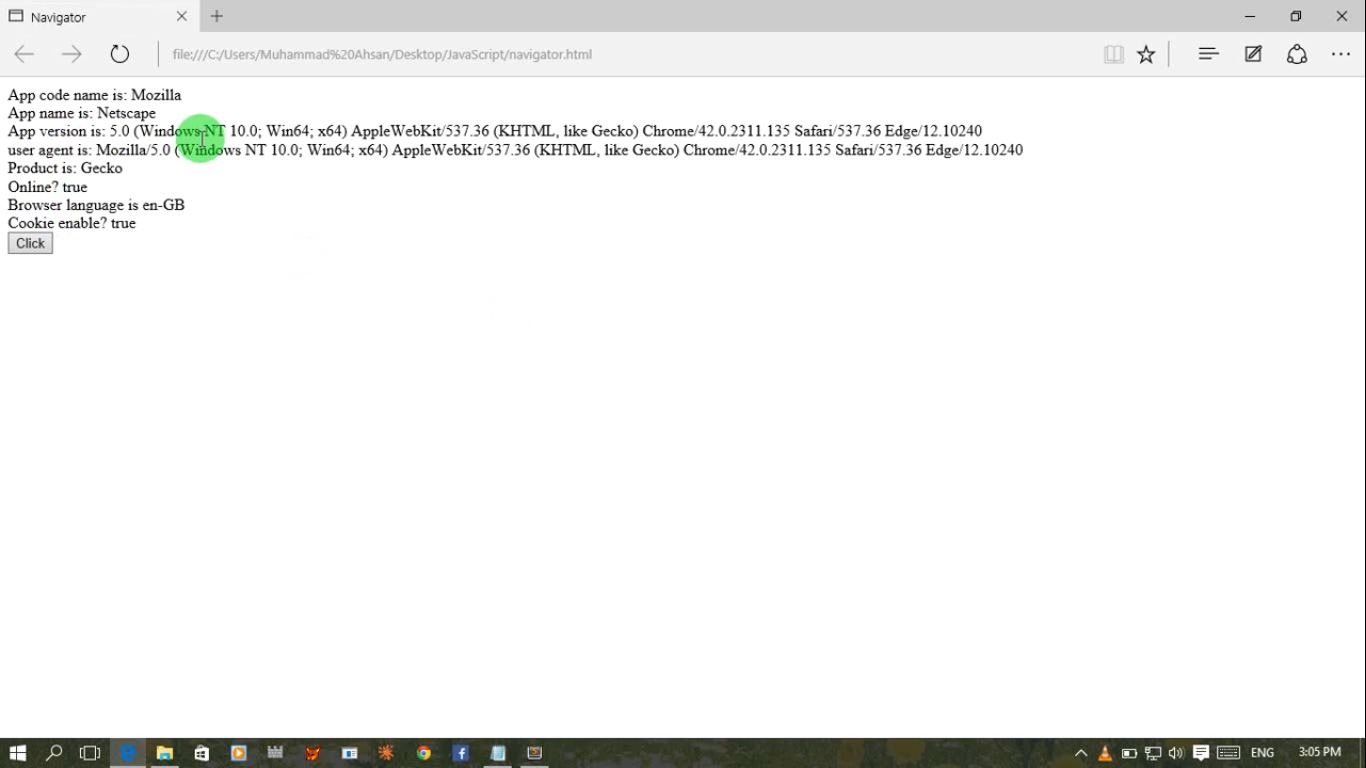 Navigator
file:///C:/Users/Muhammad%20Ahsan/Desktop/JavaScript/navigator.html
App code name is: Mozilla
App name is: Netscape
App version is: 5.0 (Windows NT 10.0; Win64; x64) AppleWebKit/537.36 (KHTML, like Gecko) Chrome/42.0.2311.135 Safari/537.36 Edge/12.10240
user agent is: Mozilla/5.0 (Windows NT 10.0; Win64; x64) AppleWebKit/537.36 (KHTML, like Gecko) Chrome/42.0.2311.135 Safari/537.36 Edge/12.10240
Product is: Gecko
Online? true
Browser language is en-GB
Cookie enable? true
Click
ENG 3:05 PM